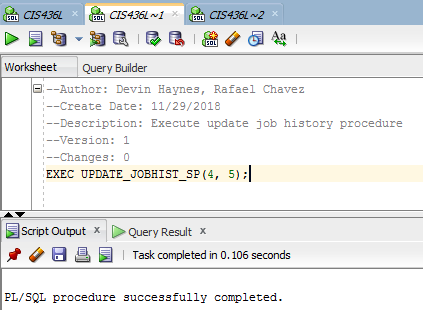 CIS436L CIS436L~1 CIS436L~2
Worksheet Query Builder
--Author: Devin Haynes, Rafael Chavez
--Create Date: 11/29/2018
--Description: Execute update job history procedure
--Version: 1
--Changes: 0
EXEC UPDATE_JOBHIST_SP(4, 5);
Script Output x Query Result x
Task completed in 0.106 seconds
PL/SQL procedure successfully completed.